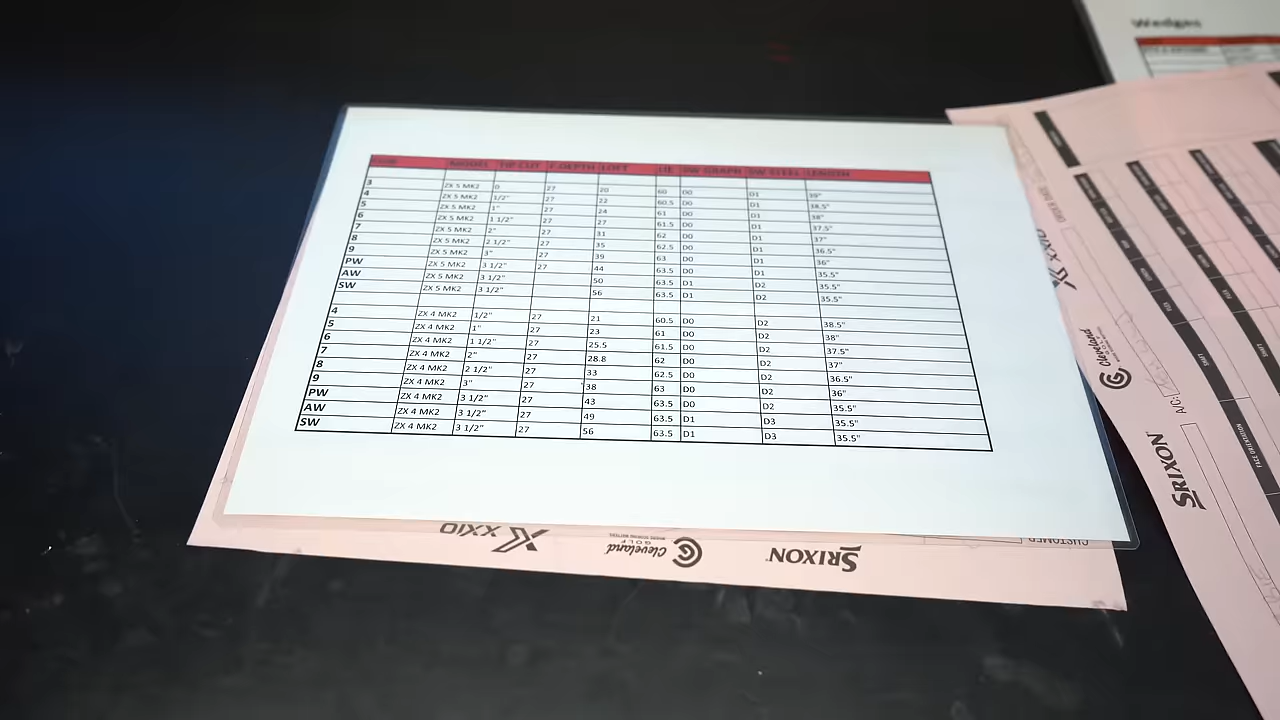 Wedges
MODEL TIP CUT F.DEPTH LOFT LIE SW GRAPH SW STEEL LENGTH
3 ZX 5 MK2 0 27 20 60 D0 D1 39"
4 ZX 5 MK2 1/2" 27 22 60.5 D0 D1 38.5"
5 ZX 5 MK2 1" 27 24 61 D0 D1 38"
6 ZX 5 MK2 1 1/2" 27 27 61.5 D0 D1 37.5"
7 ZX 5 MK2 2" 27 31 62 D0 D1 37"
8 ZX 5 MK2 2 1/2" 27 35 62.5 D0 D1 36.5"
9 ZX 5 MK2 3" 27 39 63 D0 D1 36"
PW ZX 5 MK2 3 1/2" 27 44 63.5 D0 D1 35.5"
AW ZX 5 MK2 3 1/2" 50 63.5 D1 D2 35.5"
SW ZX 5 MK2 3 1/2" 56 63.5 D1 D2 35.5"
4 ZX 4 MK2 1/2" 27 21 60.5 D0 D2 38.5"
5 ZX 4 MK2 1" 27 23 61 D0 D2 38"
6 ZX 4 MK2 1 1/2" 27 25.5 61.5 D0 D2 37.5"
7 ZX 4 MK2 2" 27 28.8 62 D0 D2 37"
8 ZX 4 MK2 2 1/2" 27 33 62.5 D0 D2 36.5"
9 ZX 4 MK2 3" 27 38 63 D0 D2 36"
PW ZX 4 MK2 3 1/2" 27 43 63.5 D0 D2 35.5"
AW ZX 4 MK2 3 1/2" 27 49 63.5 D1 D3 35.5"
SW ZX 4 MK2 3 1/2" 27 56 63.5 D1 D3 35.5"
XXIO
Cleveland
GOLF
SRIXON
CUSTOMER
XXIO
Cleveland
SRIXON
A/C:
FACE ORIENTATION
SHAFT